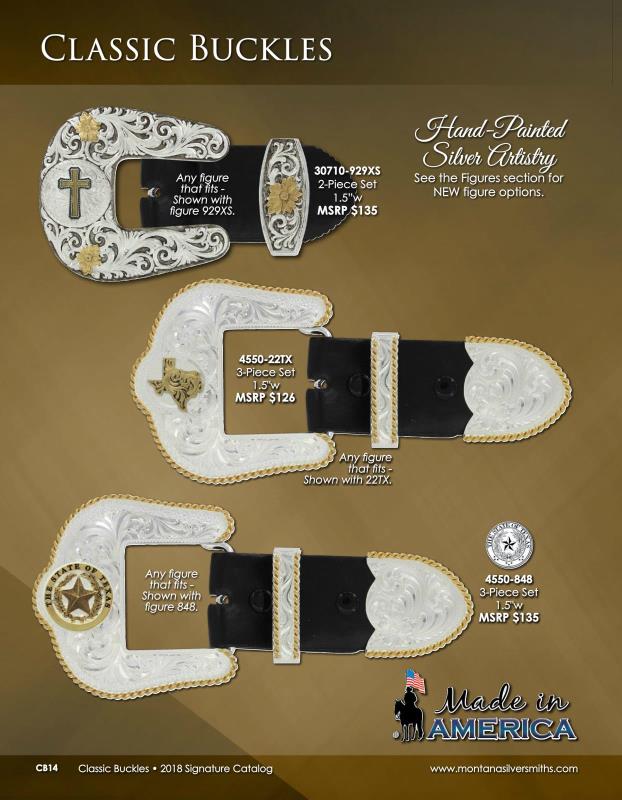 CLASSIC BUCKLES
Hand-Painted
Silver Artistry
See the Figures section for
NEW figure options.
Any figure
that fits -
Shown with
figure 929XS.
30710-929XS
2-Piece Set
1.5"w
MSRP $135
4550-22TX
3-Piece Set
1.5"w
MSRP $126
Any figure
that fits -
Shown with 22TX.
THE STATE OF TEXAS
Any figure
that fits -
Shown with
figure 848.
THE STATE OF TEXAS
4550-848
3-Piece Set
1.5"w
MSRP $135
Made in
AMERICA
CB14 Classic Buckles • 2018 Signature Catalog www.montanasilversmiths.com